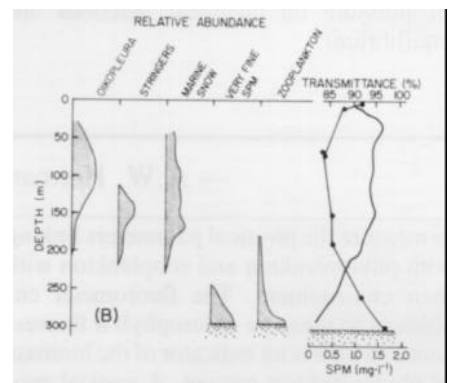 RELATIVE ABUNDANCE
OIKOPLEURA
STRINGERS
MARINE
SNOW
VERY FINE
SPM
ZOOPLANKTON
TRANSMITTANCE (%)
85 90 95 100
0
50
100
150
200
250
300
DEPTH (m)
(B)
0 0.5 1.0 1.5 2.0
SPM (mg·l⁻¹)